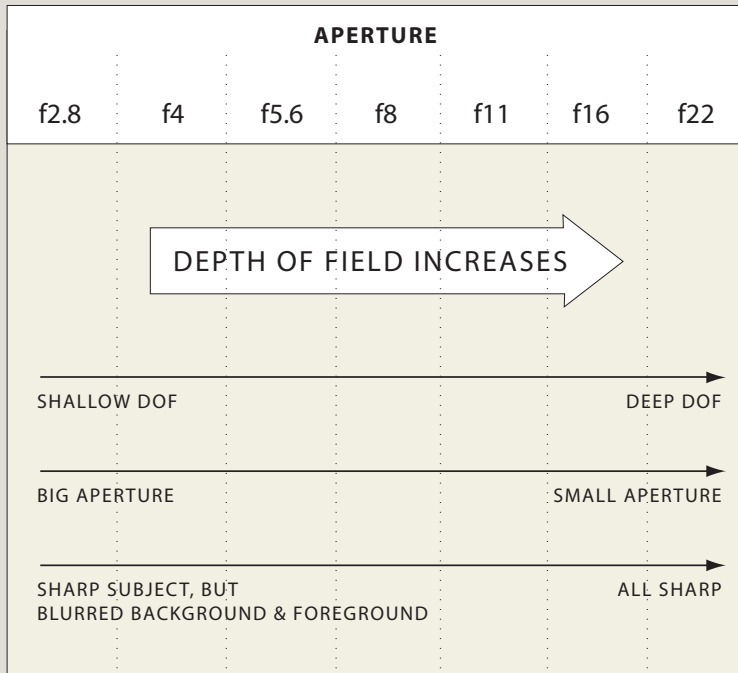 APERTURE
f2.8 f4 f5.6 f8 f11 f16 f22
DEPTH OF FIELD INCREASES
SHALLOW DOF DEEP DOF
BIG APERTURE SMALL APERTURE
SHARP SUBJECT, BUT ALL SHARP
BLURRED BACKGROUND & FOREGROUND